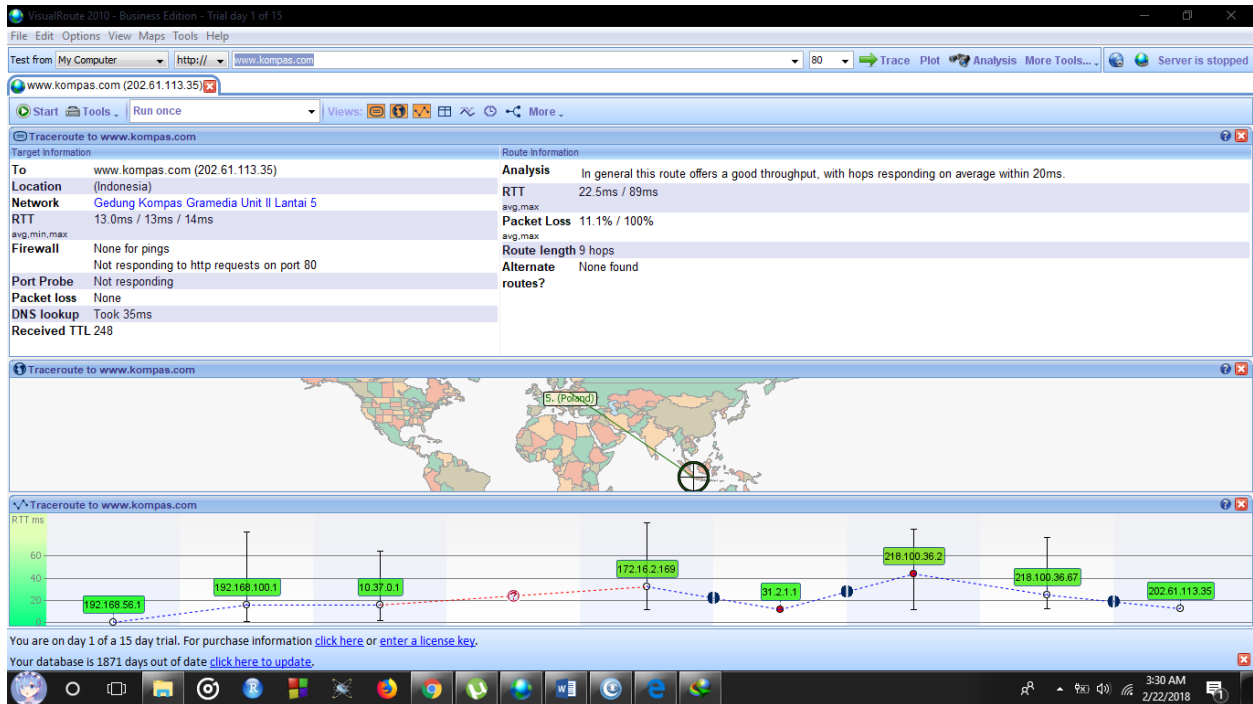 VisualRoute 2010 - Business Edition - Trial day 1 of 15
File Edit Options View Maps Tools Help
Test from My Computer http:// www.kompas.com 80 Trace Plot Analysis More Tools... Server is stopped
www.kompas.com (202.61.113.35)
Start Tools Run once Views: More
Traceroute to www.kompas.com
Target Information
To www.kompas.com (202.61.113.35)
Location (Indonesia)
Network Gedung Kompas Gramedia Unit II Lantai 5
RTT 13.0ms / 13ms / 14ms
avg,min,max
Firewall None for pings
Not responding to http requests on port 80
Port Probe Not responding
Packet loss None
DNS lookup Took 35ms
Received TTL 248
Route Information
Analysis In general this route offers a good throughput, with hops responding on average within 20ms.
RTT 22.5ms / 89ms
avg,max
Packet Loss 11.1% / 100%
avg,max
Route length 9 hops
Alternate None found
routes?
Traceroute to www.kompas.com
5. (Poland)
Traceroute to www.kompas.com
RTT ms
60
40
20
0
192.168.56.1
192.168.100.1
10.37.0.1
?
172.16.2.169
31.2.1.1
218.100.36.2
218.100.36.67
202.61.113.35
You are on day 1 of a 15 day trial. For purchase information click here or enter a license key.
Your database is 1871 days out of date click here to update.
3:30 AM
2/22/2018